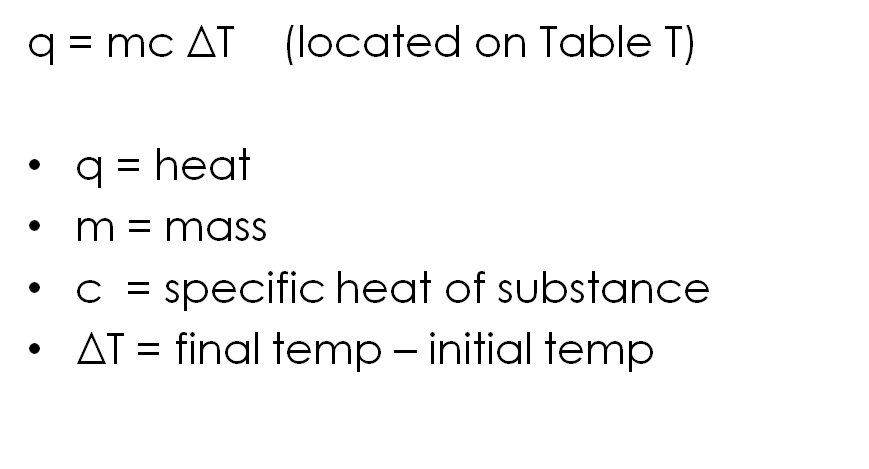 q = mc ΔT (located on Table T)
• q = heat
• m = mass
• c = specific heat of substance
• ΔT = final temp – initial temp